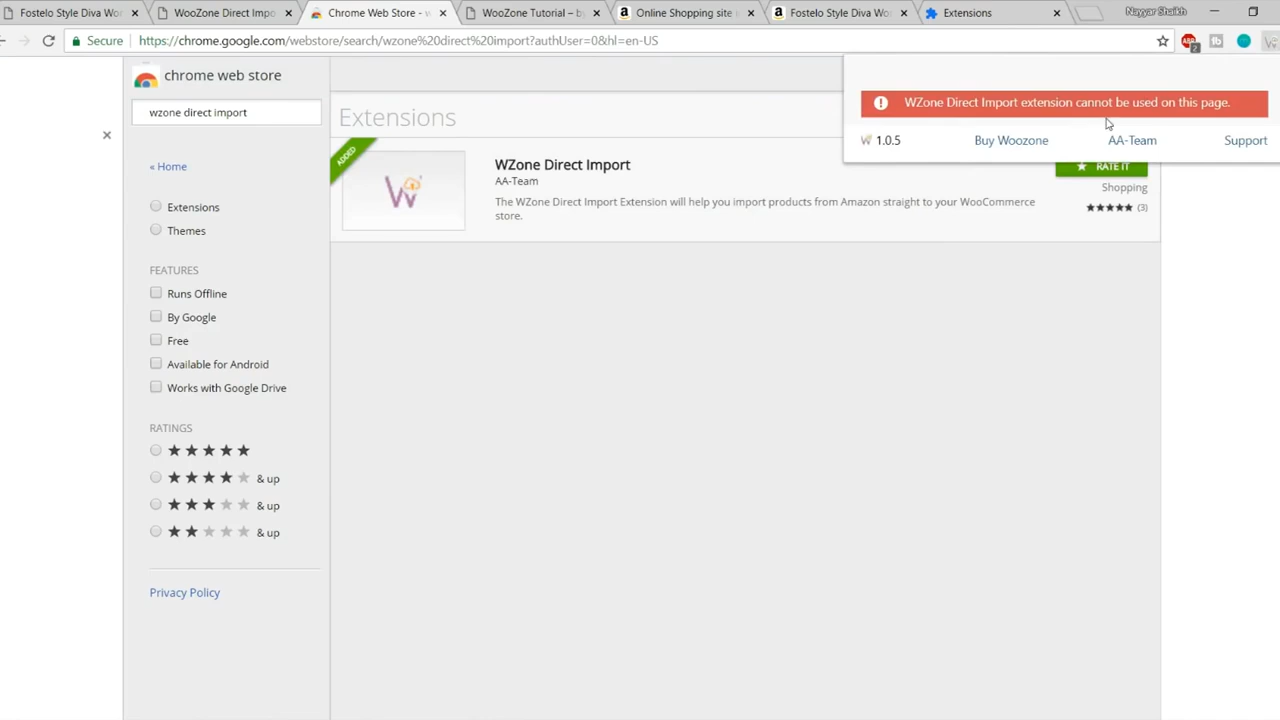 Fostelo Style Diva Wor
WooZone Direct Impo
Chrome Web Store - w
WooZone Tutorial – by
Online Shopping site i
Fostelo Style Diva Wo
Extensions
Nayyar Shaikh
Secure
https://chrome.google.com/webstore/search/wzone%20direct%20import?authUser=0&hl=en-US
2
chrome web store
wzone direct import
Extensions
WZone Direct Import extension cannot be used on this page.
1.0.5
Buy Woozone
AA-Team
Support
ADDED
WZone Direct Import
AA-Team
The WZone Direct Import Extension will help you import products from Amazon straight to your WooCommerce
store.
RATE IT
Shopping
(3)
« Home
Extensions
Themes
FEATURES
Runs Offline
By Google
Free
Available for Android
Works with Google Drive
RATINGS
& up
& up
& up
Privacy Policy